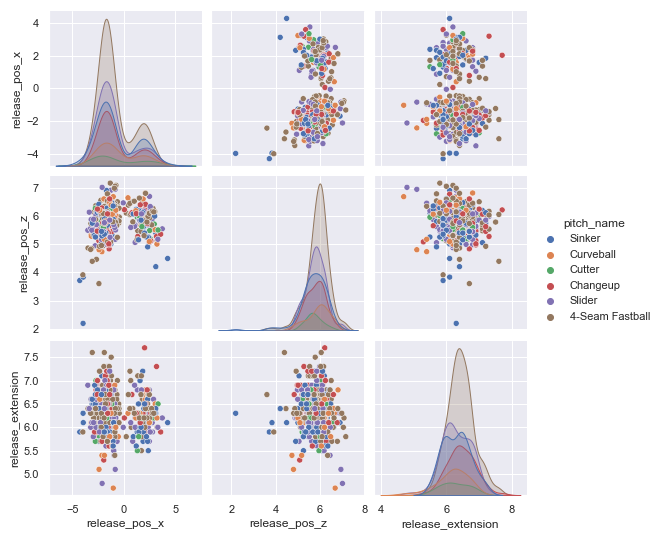 release_pos_x
4
2
0
−2
−4
release_pos_z
7
6
5
4
3
2
release_extension
7.5
7.0
6.5
6.0
5.5
5.0
−5
0
5
release_pos_x
2
4
6
8
release_pos_z
4
6
8
release_extension
pitch_name
Sinker
Curveball
Cutter
Changeup
Slider
4-Seam Fastball